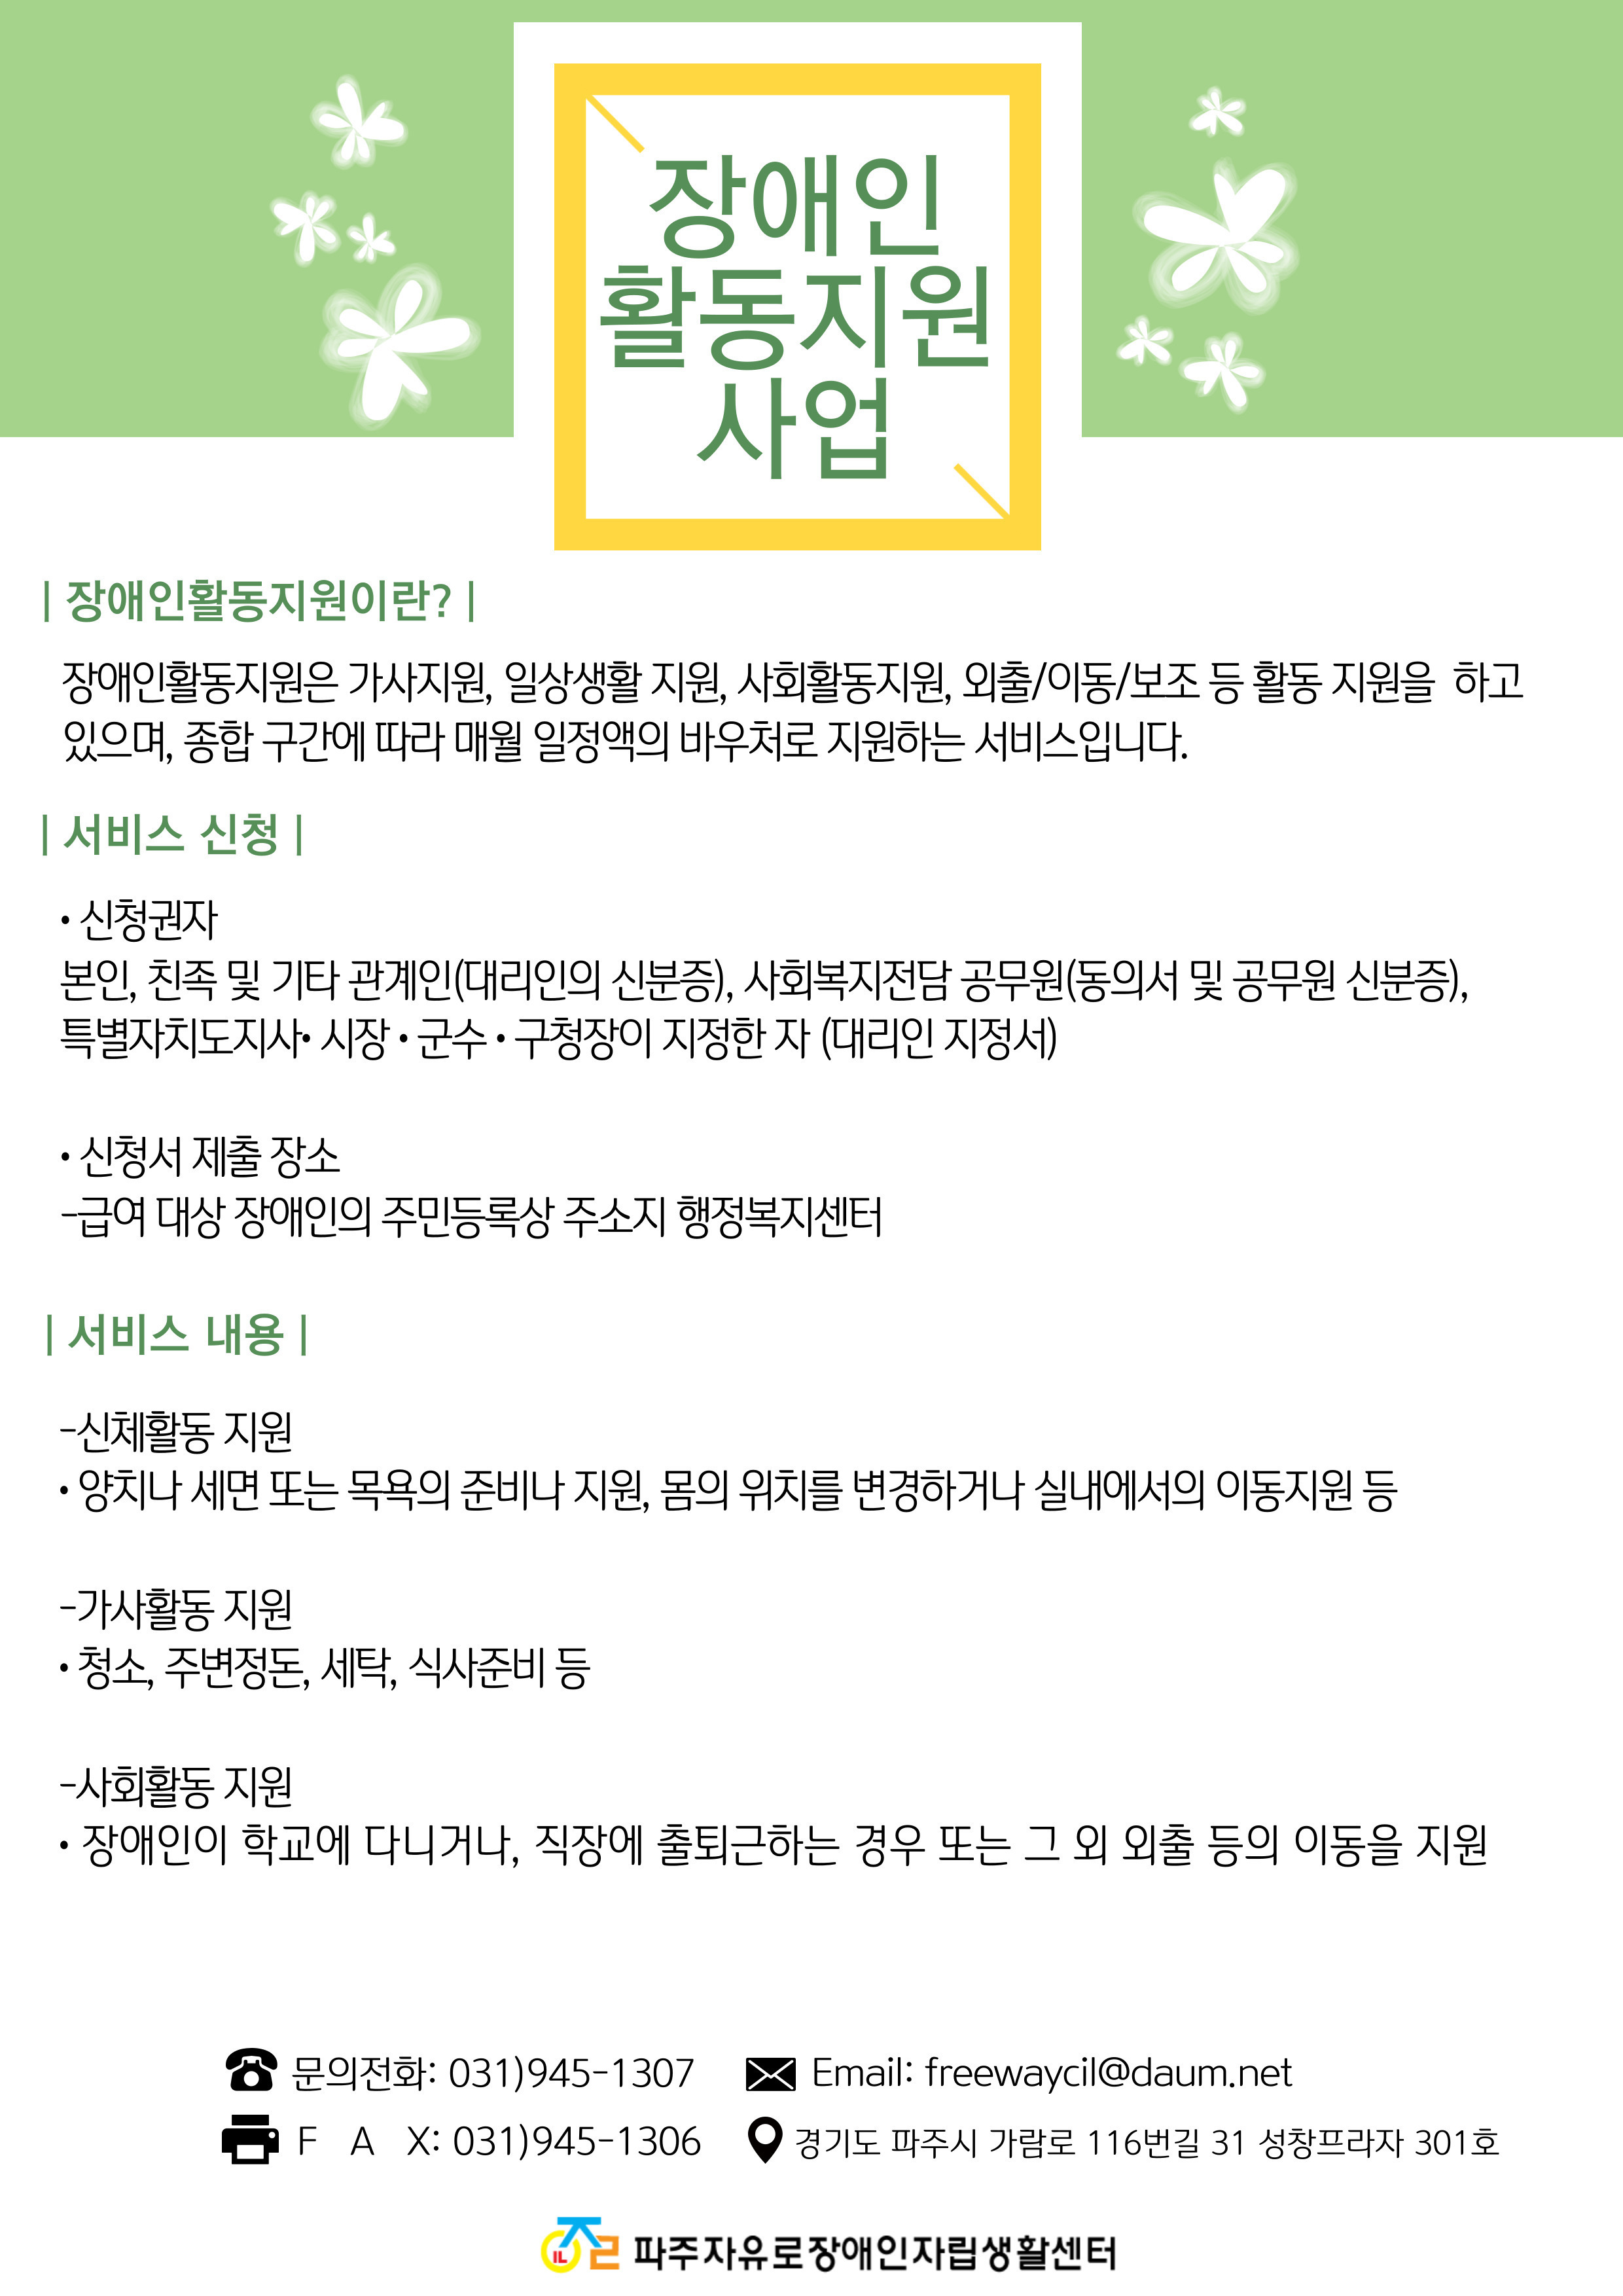 장애인
활동지원
사업
| 장애인활동지원이란? |
장애인활동지원은 가사지원, 일상생활 지원, 사회활동지원, 외출/이동/보조 등 활동 지원을 하고
있으며, 종합 구간에 따라 매월 일정액의 바우처로 지원하는 서비스입니다.
| 서비스 신청 |
• 신청권자
본인, 친족 및 기타 관계인(대리인의 신분증), 사회복지전담 공무원(동의서 및 공무원 신분증),
특별자치도지사• 시장 • 군수 • 구청장이 지정한 자 (대리인 지정서)
• 신청서 제출 장소
-급여 대상 장애인의 주민등록상 주소지 행정복지센터
| 서비스 내용 |
-신체활동 지원
• 양치나 세면 또는 목욕의 준비나 지원, 몸의 위치를 변경하거나 실내에서의 이동지원 등
-가사활동 지원
• 청소, 주변정돈, 세탁, 식사준비 등
-사회활동 지원
• 장애인이 학교에 다니거나, 직장에 출퇴근하는 경우 또는 그 외 외출 등의 이동을 지원
문의전화: 031)945-1307
Email: freewaycil@daum.net
F A X: 031)945-1306
경기도 파주시 가람로 116번길 31 성창프라자 301호
IL 파주자유로장애인자립생활센터